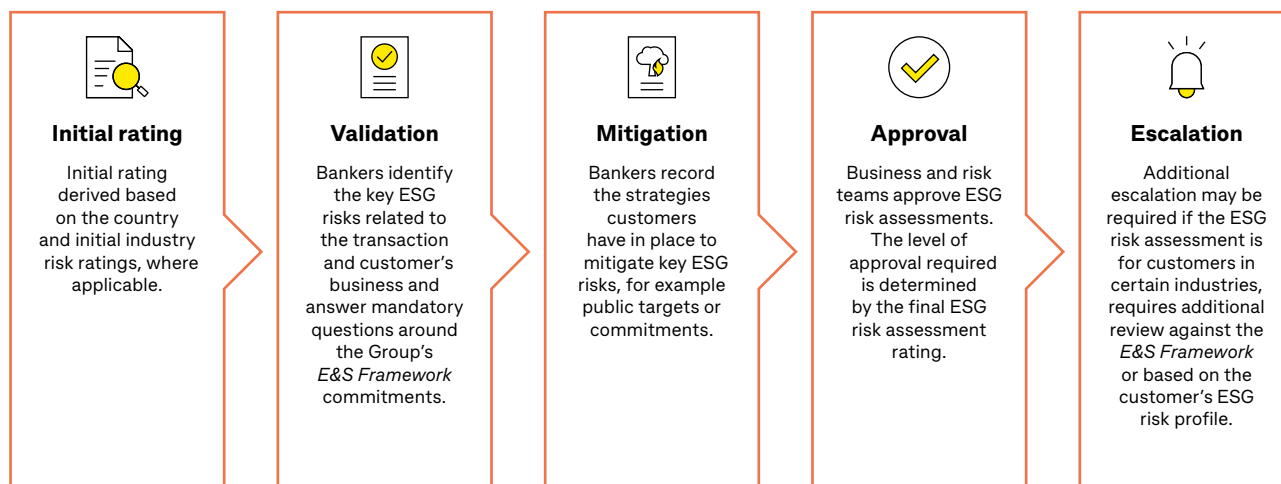 Initial rating
Initial rating
derived based
on the country
and initial industry
risk ratings, where
applicable.
Validation
Bankers identify
the key ESG
risks related to
the transaction
and customer's
business and
answer mandatory
questions around
the Group's
E&S Framework
commitments.
Mitigation
Bankers record
the strategies
customers
have in place to
mitigate key ESG
risks, for example
public targets or
commitments.
Approval
Business and risk
teams approve ESG
risk assessments.
The level of
approval required
is determined
by the final ESG
risk assessment
rating.
Escalation
Additional
escalation may be
required if the ESG
risk assessment is
for customers in
certain industries,
requires additional
review against the
E&S Framework
or based on the
customer's ESG
risk profile.